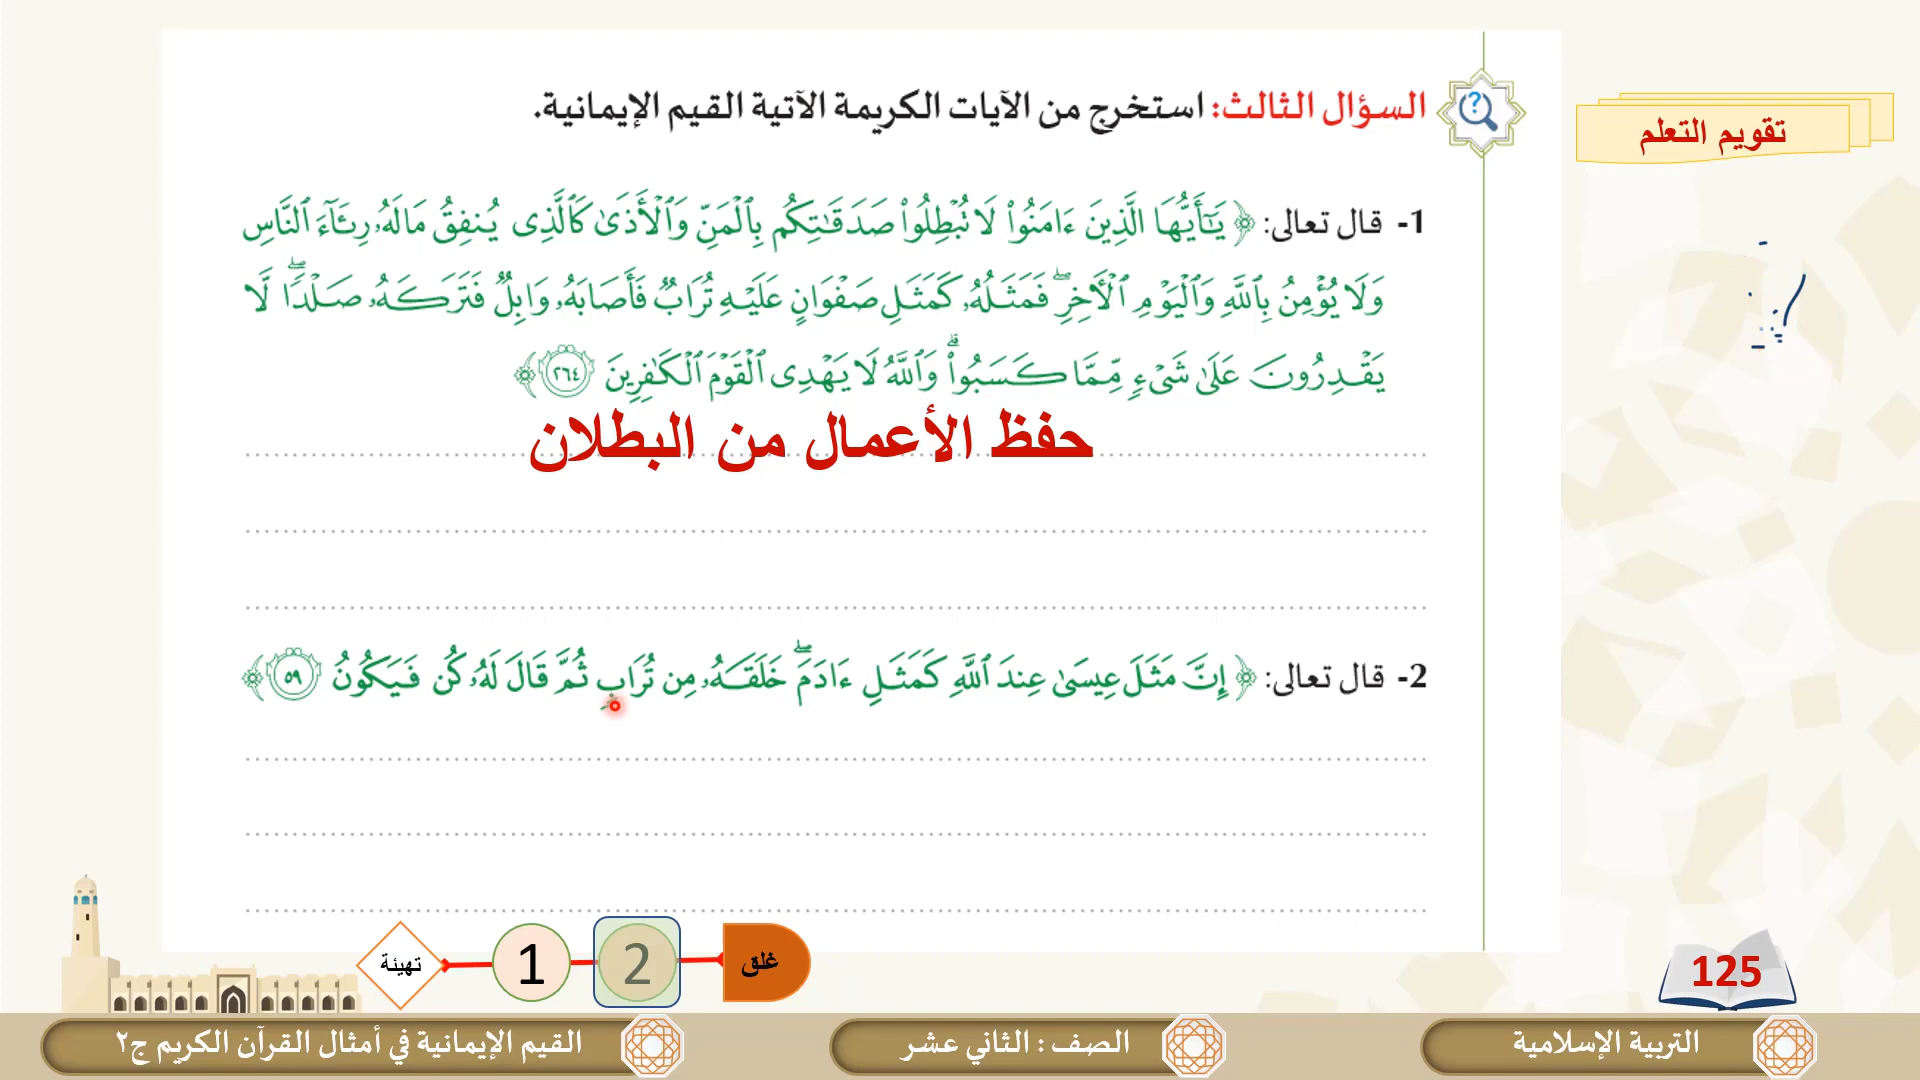 تقويم التعلم
السؤال الثالث: استخرج من الآيات الكريمة الآتية القيم الإيمانية.
1- قال تعالى: ﴿ يَٰٓأَيُّهَا ٱلَّذِينَ ءَامَنُوا۟ لَا تُبْطِلُوا۟ صَدَقَٰتِكُم بِٱلْمَنِّ وَٱلْأَذَىٰ كَٱلَّذِى يُنفِقُ مَالَهُۥ رِئَآءَ ٱلنَّاسِ
وَلَا يُؤْمِنُ بِٱللَّهِ وَٱلْيَوْمِ ٱلْأَخِرِ ۖ فَمَثَلُهُۥ كَمَثَلِ صَفْوَانٍ عَلَيْهِ تُرَابٌ فَأَصَابَهُۥ وَابِلٌ فَتَرَكَهُۥ صَلْدًا ۖ لَّا
يَقْدِرُونَ عَلَىٰ شَىْءٍ مِّمَّا كَسَبُوا۟ ۗ وَٱللَّهُ لَا يَهْدِى ٱلْقَوْمَ ٱلْكَٰفِرِينَ ٢٦٤ ﴾
حفظ الأعمال من البطلان
2- قال تعالى: ﴿ إِنَّ مَثَلَ عِيسَىٰ عِندَ ٱللَّهِ كَمَثَلِ ءَادَمَ ۖ خَلَقَهُۥ مِن تُرَابٍ ثُمَّ قَالَ لَهُۥ كُن فَيَكُونُ ٥٩ ﴾
غلق
2
1
تهيئة
125
التربية الإسلامية
الصف : الثاني عشر
القيم الإيمانية في أمثال القرآن الكريم ج٢